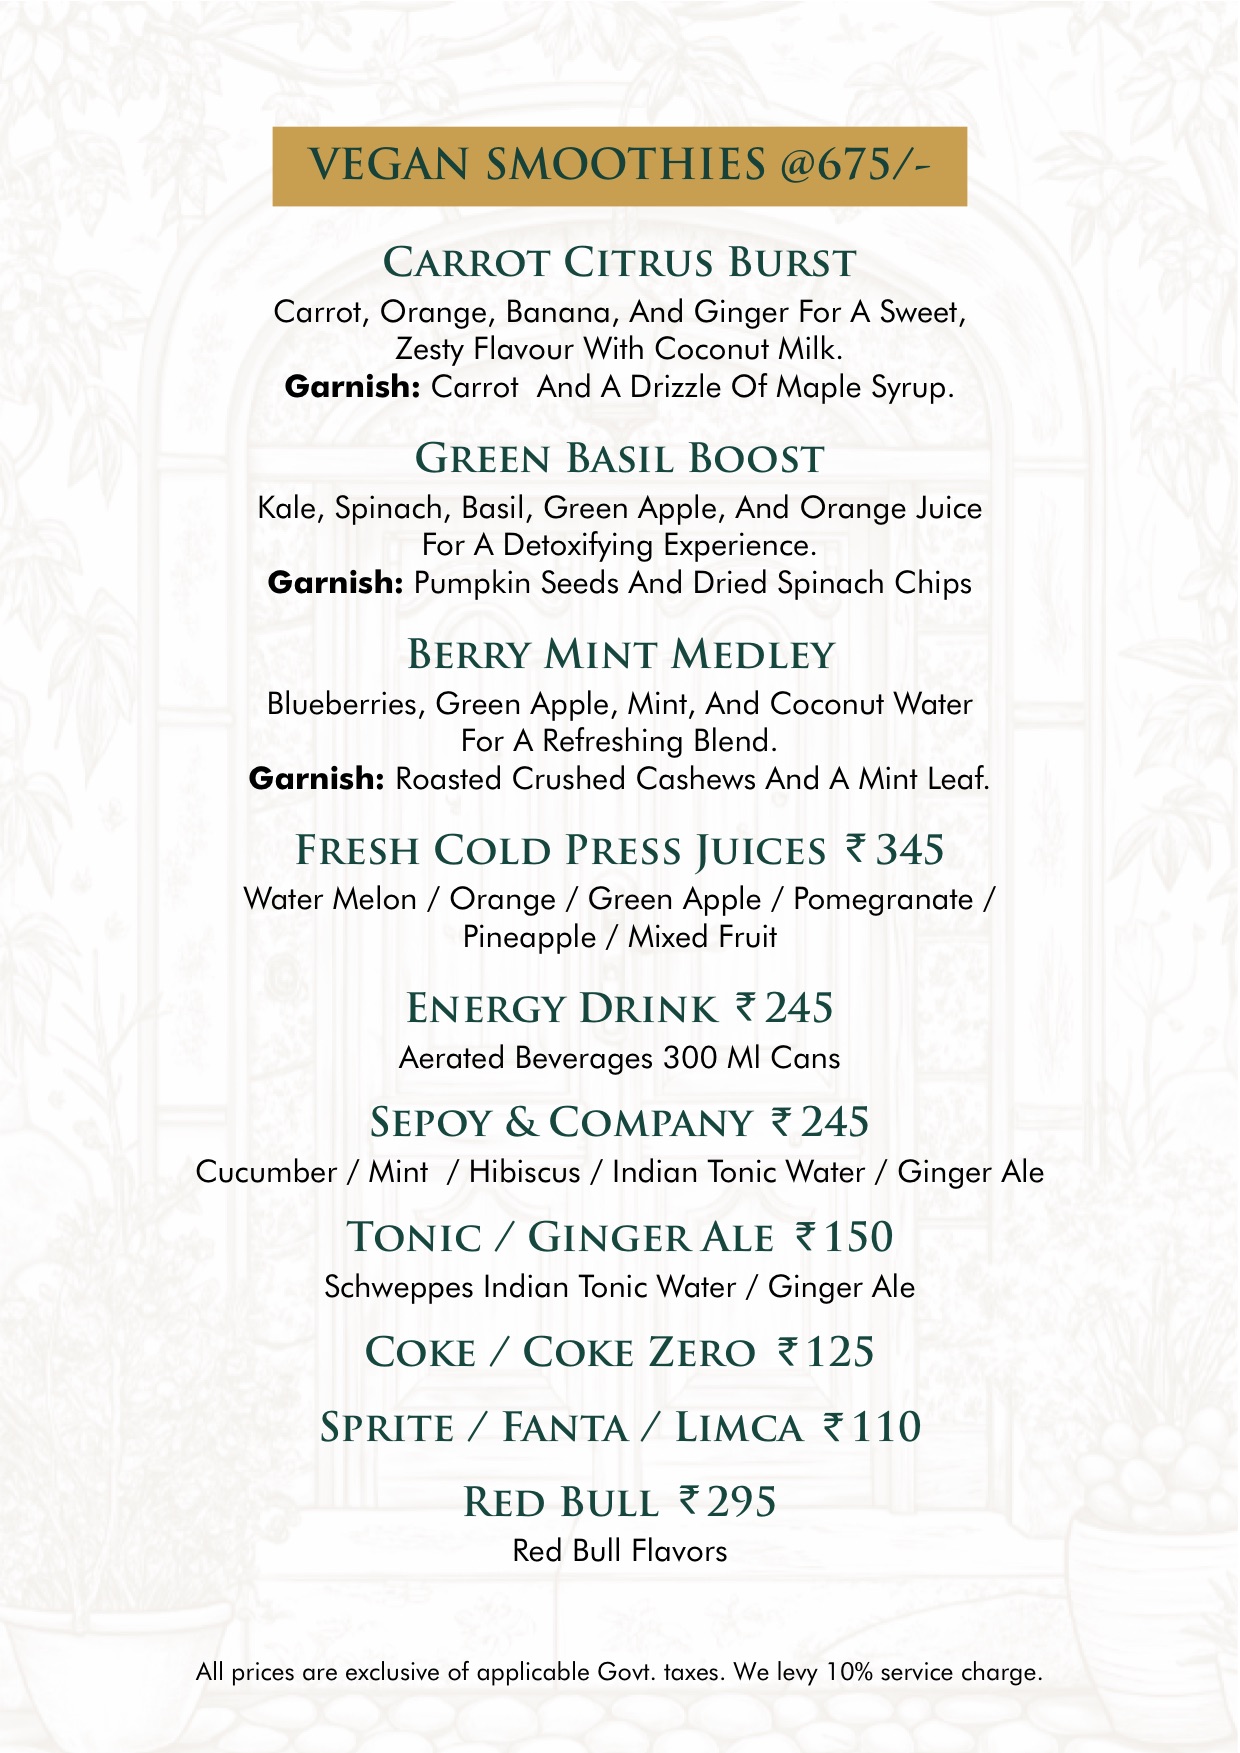 VEGAN SMOOTHIES @675/-
Carrot Citrus Burst
Carrot, Orange, Banana, And Ginger For A Sweet,
Zesty Flavour With Coconut Milk.
Garnish: Carrot And A Drizzle Of Maple Syrup.
Green Basil Boost
Kale, Spinach, Basil, Green Apple, And Orange Juice
For A Detoxifying Experience.
Garnish: Pumpkin Seeds And Dried Spinach Chips
Berry Mint Medley
Blueberries, Green Apple, Mint, And Coconut Water
For A Refreshing Blend.
Garnish: Roasted Crushed Cashews And A Mint Leaf.
Fresh Cold Press Juices ₹ 345
Water Melon / Orange / Green Apple / Pomegranate /
Pineapple / Mixed Fruit
Energy Drink ₹ 245
Aerated Beverages 300 Ml Cans
Sepoy & Company ₹ 245
Cucumber / Mint / Hibiscus / Indian Tonic Water / Ginger Ale
Tonic / Ginger Ale ₹ 150
Schweppes Indian Tonic Water / Ginger Ale
Coke / Coke Zero ₹ 125
Sprite / Fanta / Limca ₹ 110
Red Bull ₹ 295
Red Bull Flavors
All prices are exclusive of applicable Govt. taxes. We levy 10% service charge.